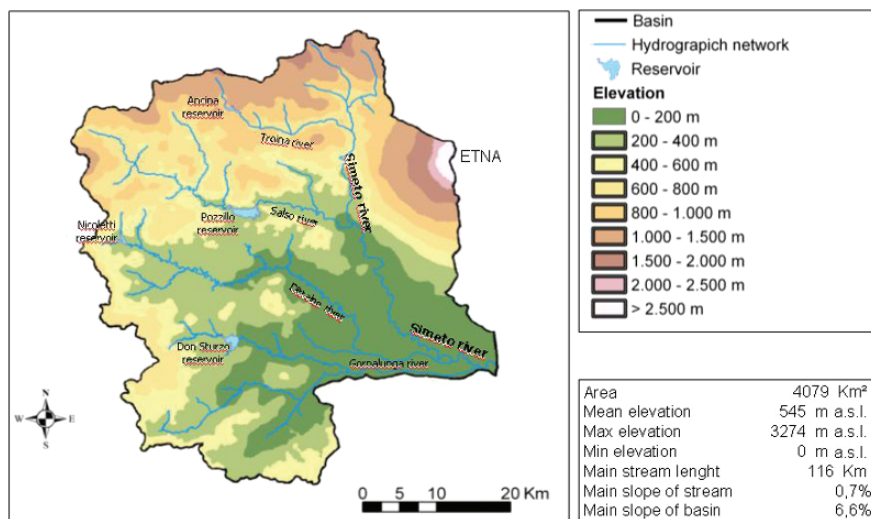 Ancina
reservoir
Troina river
ETNA
Simeto river
Nicoletti
reservoir
Pozzillo
reservoir
Salso river
river
Simeto river
Don Sturzo
reservoir
Gornalunga river
N
W
E
S
0 5 10 20 Km
Basin
Hydrograpich network
Reservoir
Elevation
0 - 200 m
200 - 400 m
400 - 600 m
600 - 800 m
800 - 1.000 m
1.000 - 1.500 m
1.500 - 2.000 m
2.000 - 2.500 m
> 2.500 m
Area 4079 Km²
Mean elevation 545 m a.s.l.
Max elevation 3274 m a.s.l.
Min elevation 0 m a.s.l.
Main stream lenght 116 Km
Main slope of stream 0,7%
Main slope of basin 6,6%